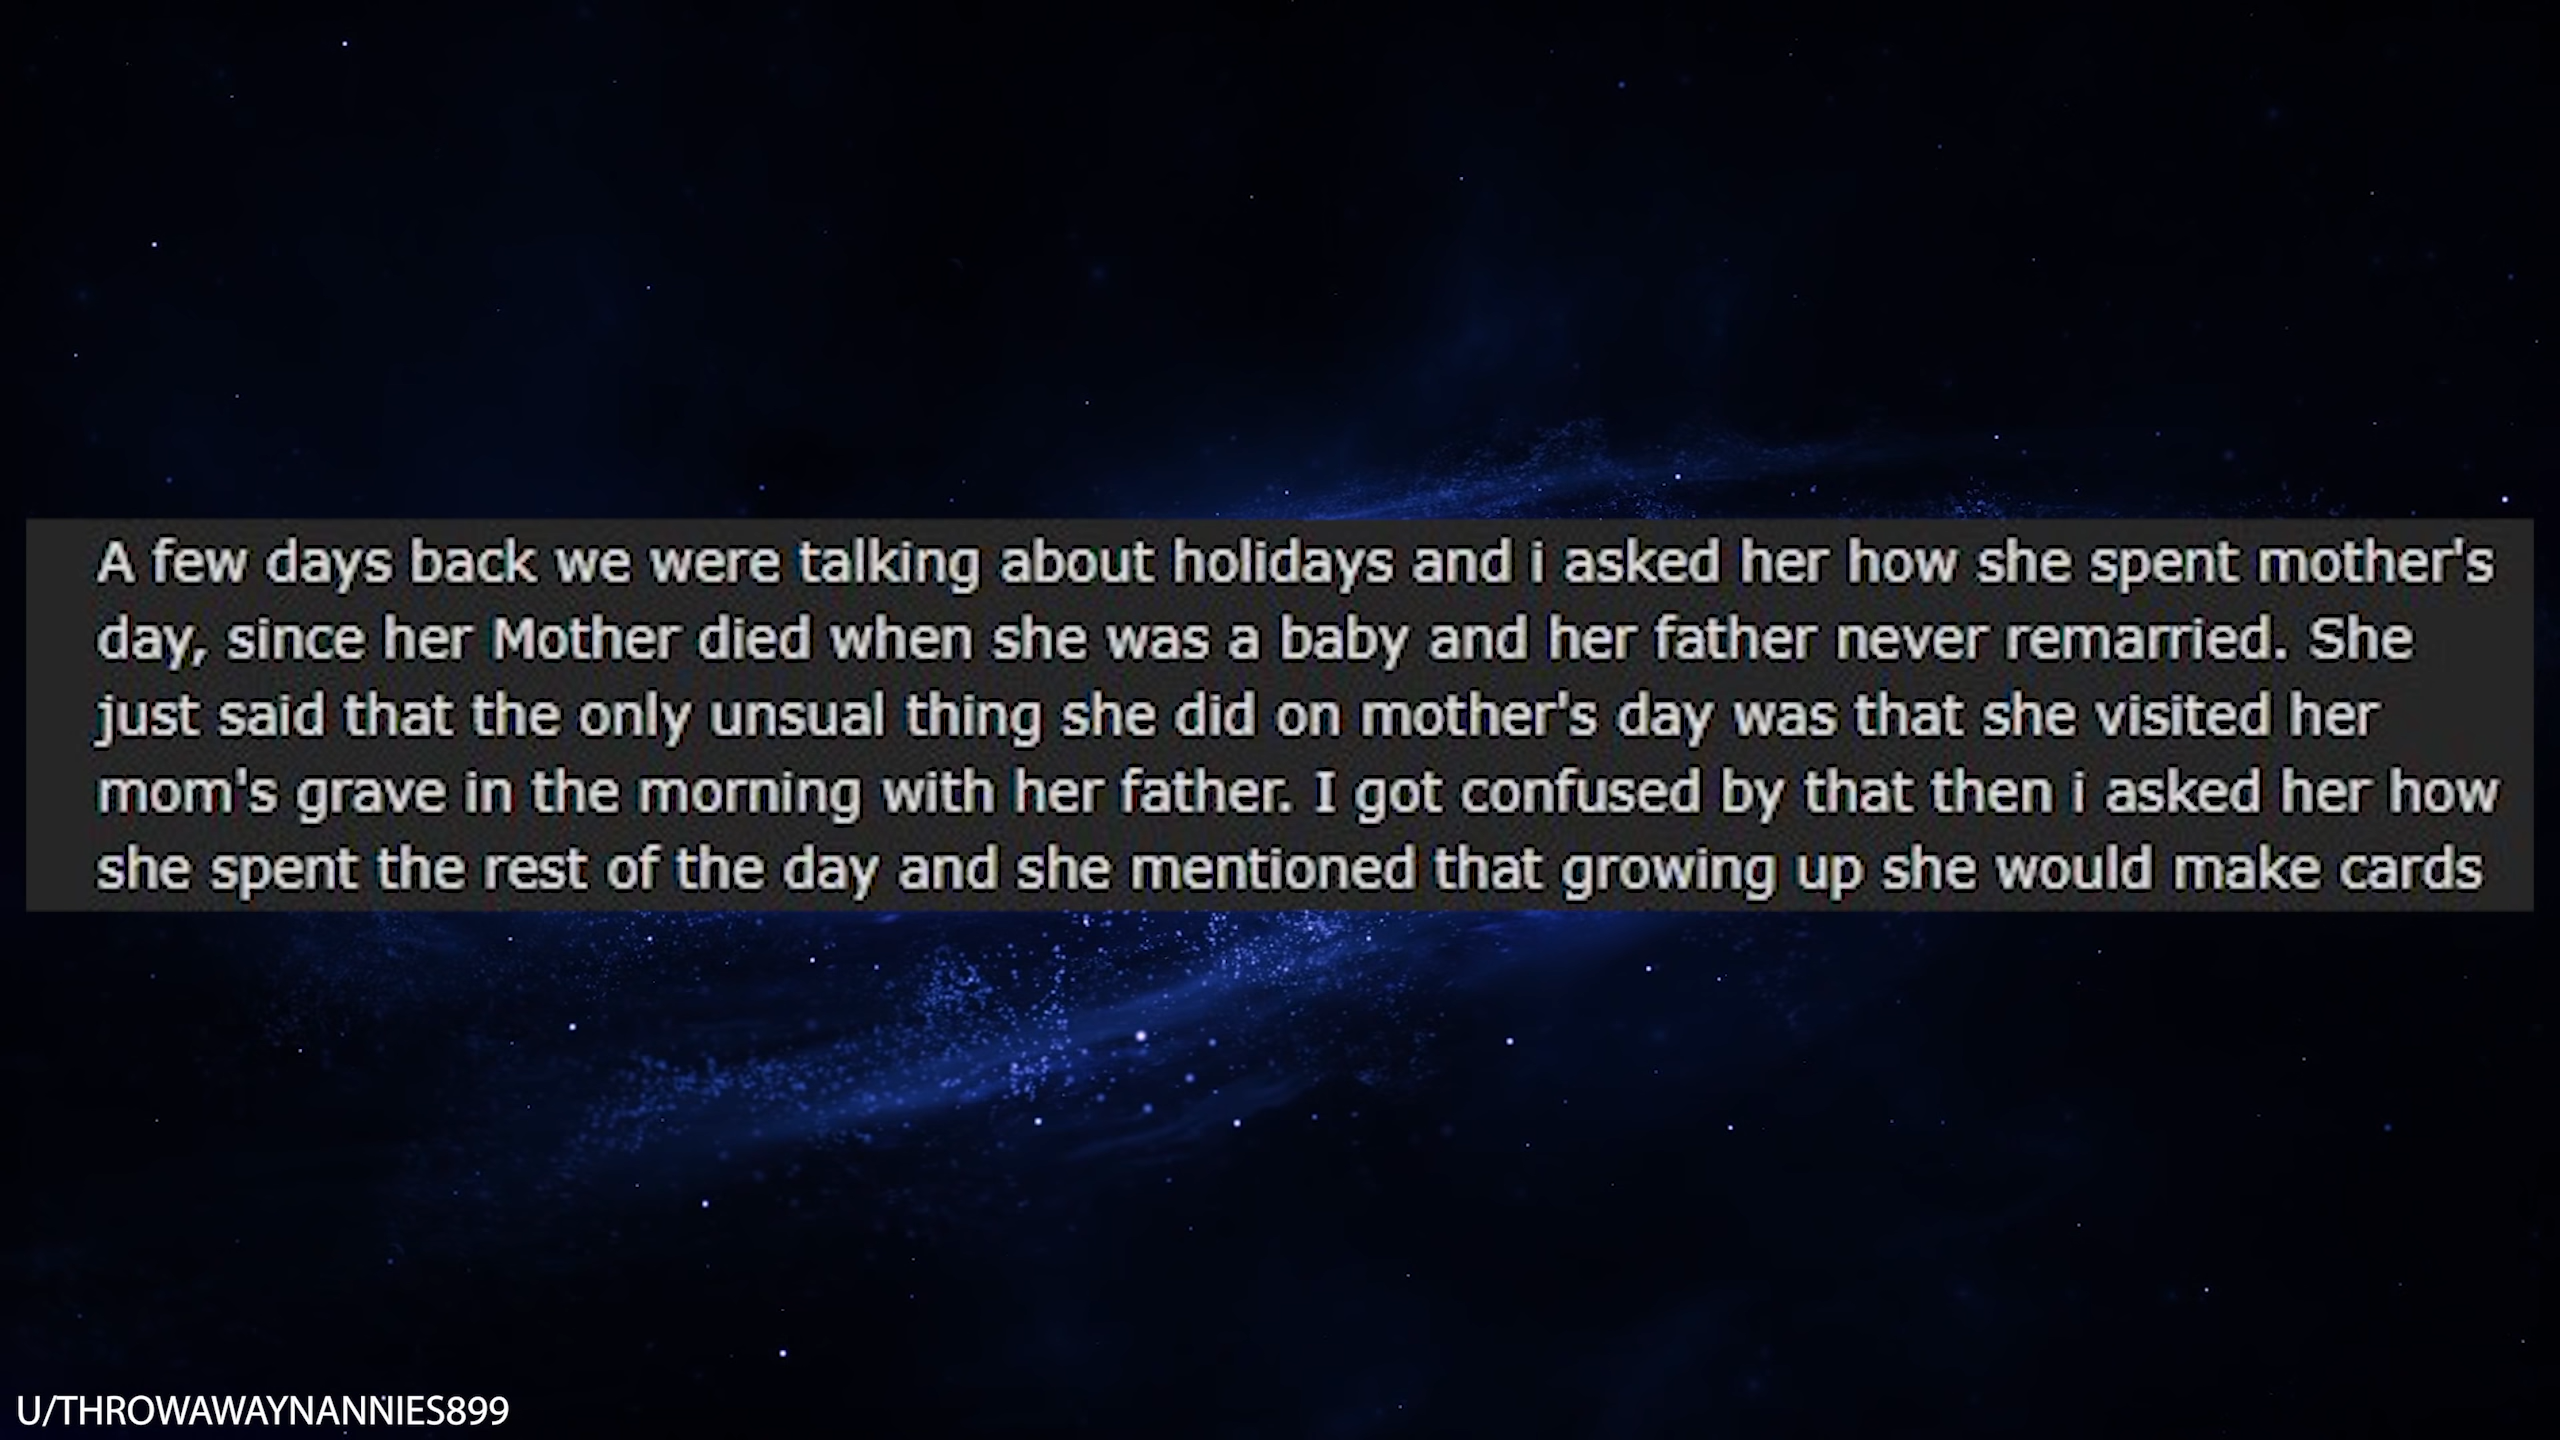 A few days back we were talking about holidays and i asked her how she spent mother's
day, since her Mother died when she was a baby and her father never remarried. She
just said that the only unsual thing she did on mother's day was that she visited her
mom's grave in the morning with her father. I got confused by that then i asked her how
she spent the rest of the day and she mentioned that growing up she would make cards
U/THROWAWAYNANNIES899